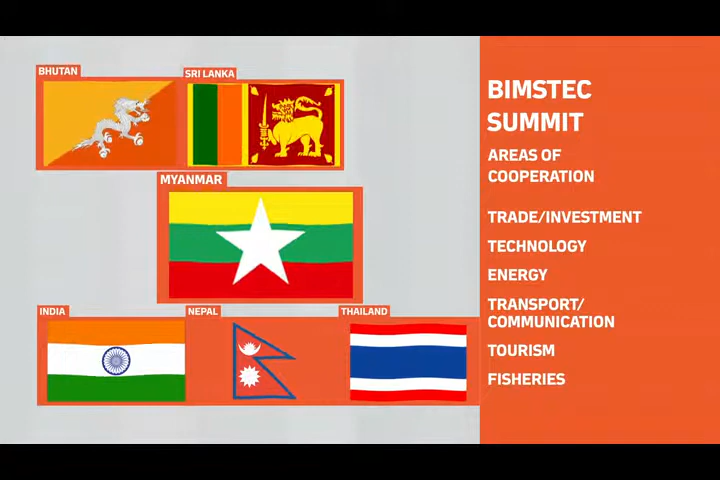 BHUTAN
SRI LANKA
MYANMAR
INDIA
NEPAL
THAILAND
BIMSTEC
SUMMIT
AREAS OF
COOPERATION
TRADE/INVESTMENT
TECHNOLOGY
ENERGY
TRANSPORT/
COMMUNICATION
TOURISM
FISHERIES